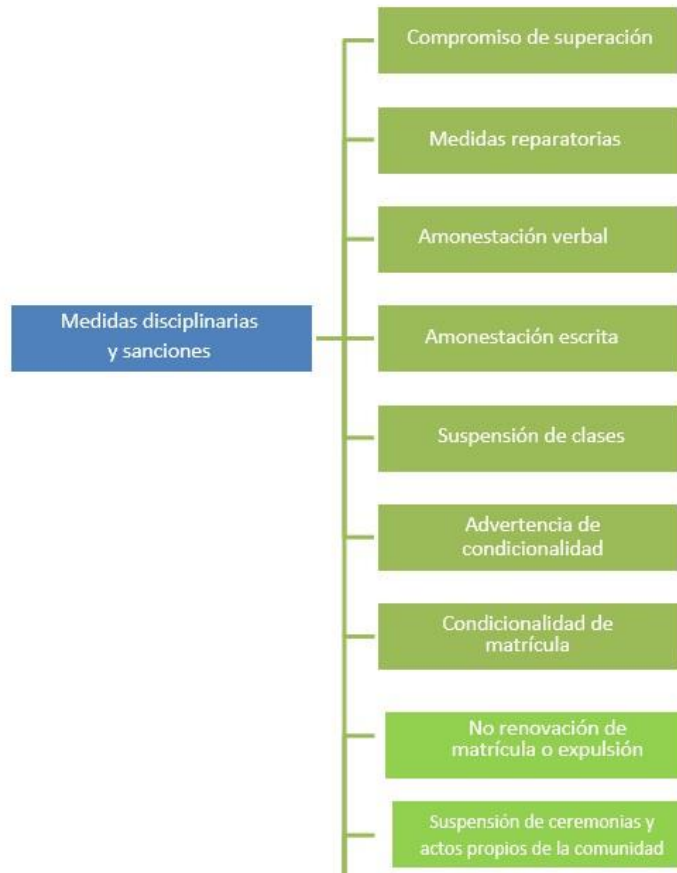 Compromiso de superación
Medidas reparatorias
Amonestación verbal
Medidas disciplinarias
y sanciones
Amonestación escrita
Suspensión de clases
Advertencia de
condicionalidad
Condicionalidad de
matrícula
No renovación de
matrícula o expulsión
Suspensión de ceremonias y
actos propios de la comunidad